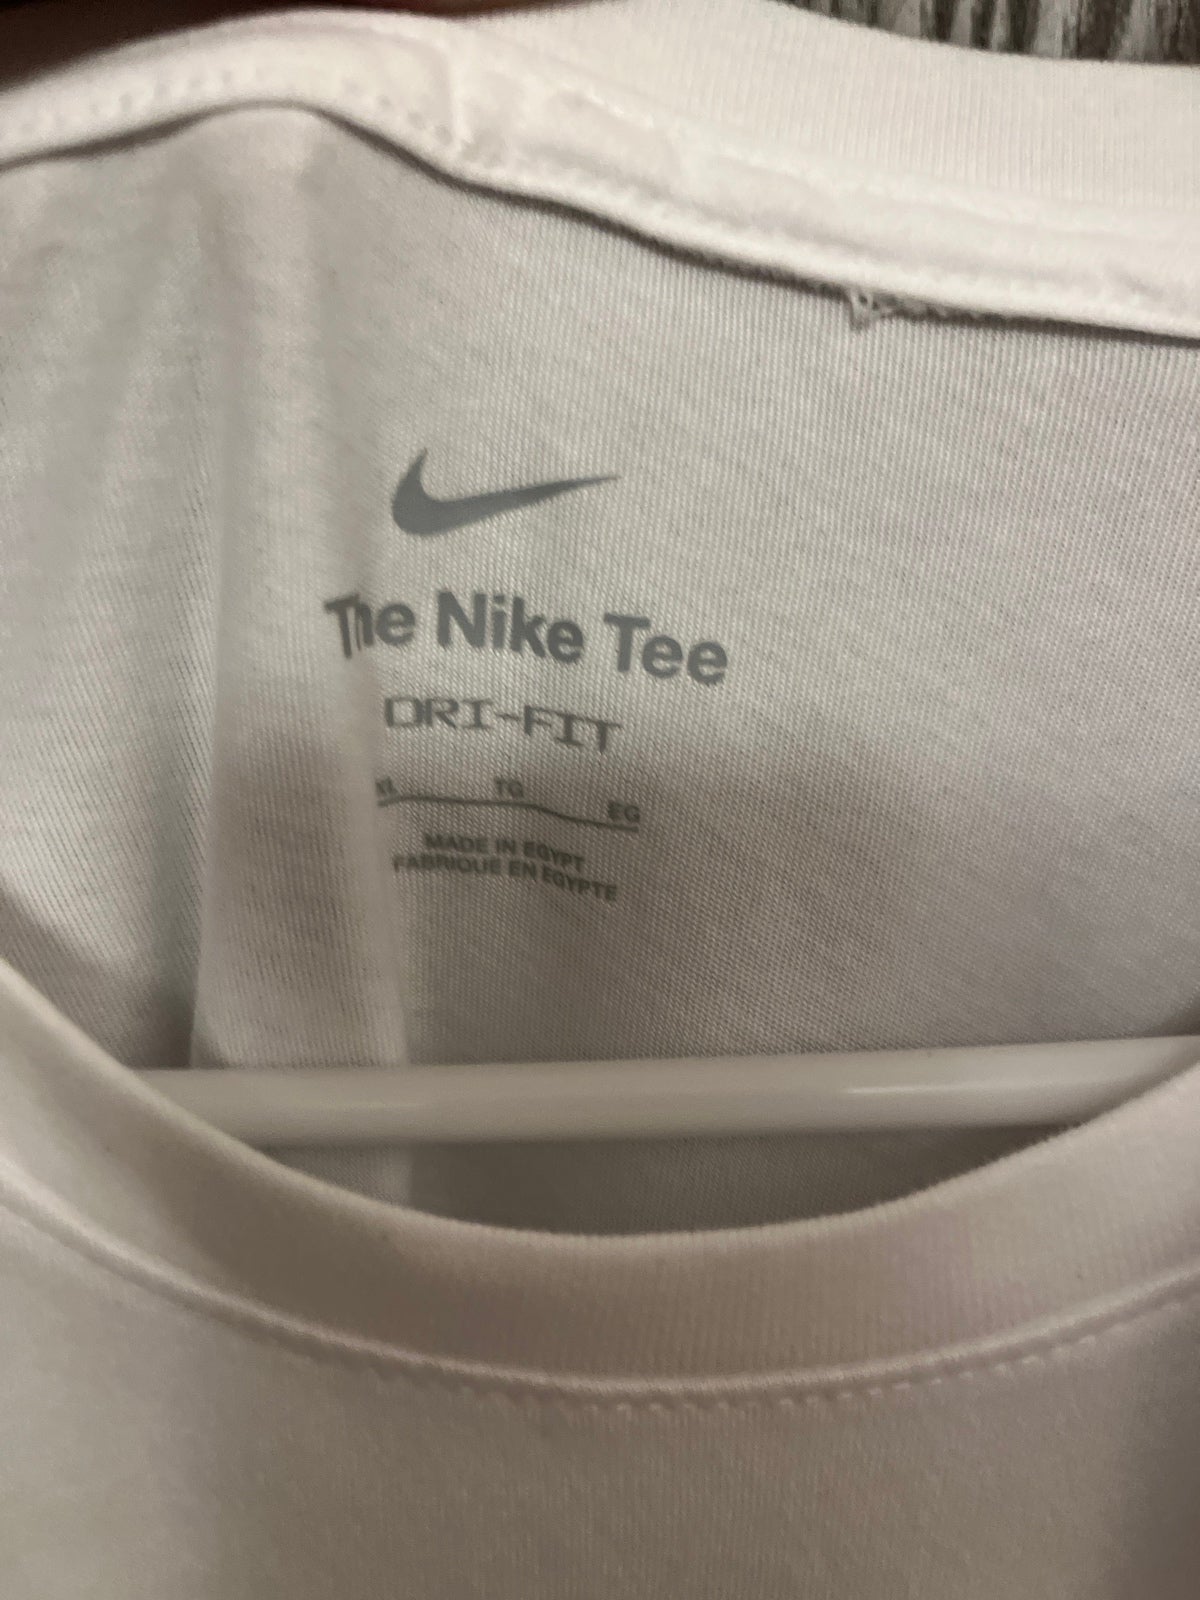 The Nike Tee
DRI-FIT
XL TG EG
MADE IN EGYPT
FABRIQUE EN EGYPTE